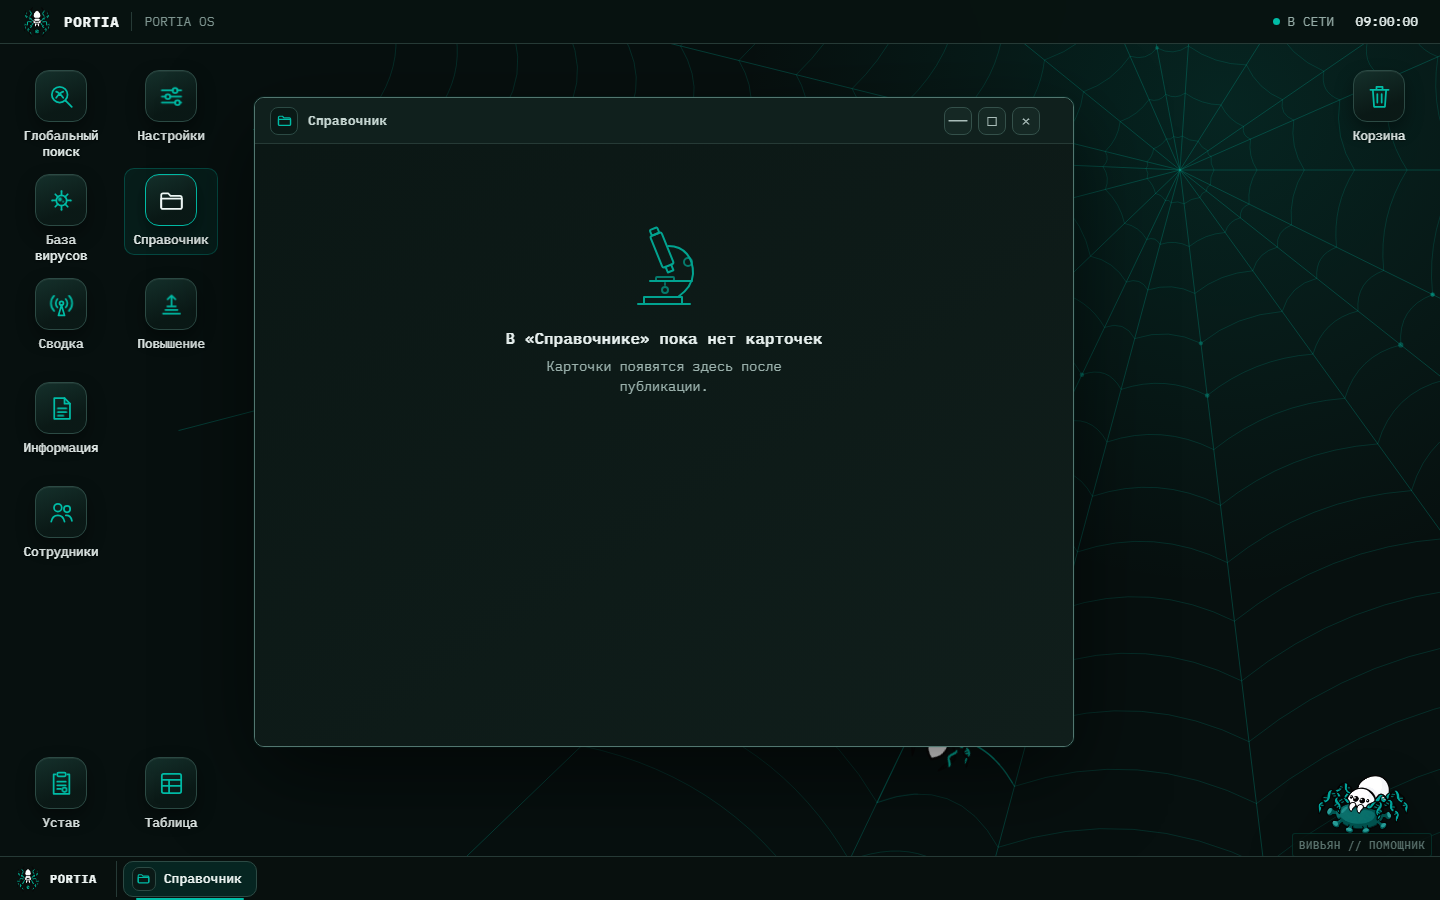 PORTIA
PORTIA OS
В СЕТИ
09:00:00
Глобальный
поиск
Настройки
База
вирусов
Справочник
Сводка
Повышение
Информация
Сотрудники
Устав
Таблица
Справочник
В «Справочнике» пока нет карточек
Карточки появятся здесь после
публикации.
Корзина
ВИВЬЯН // ПОМОЩНИК
PORTIA
Справочник